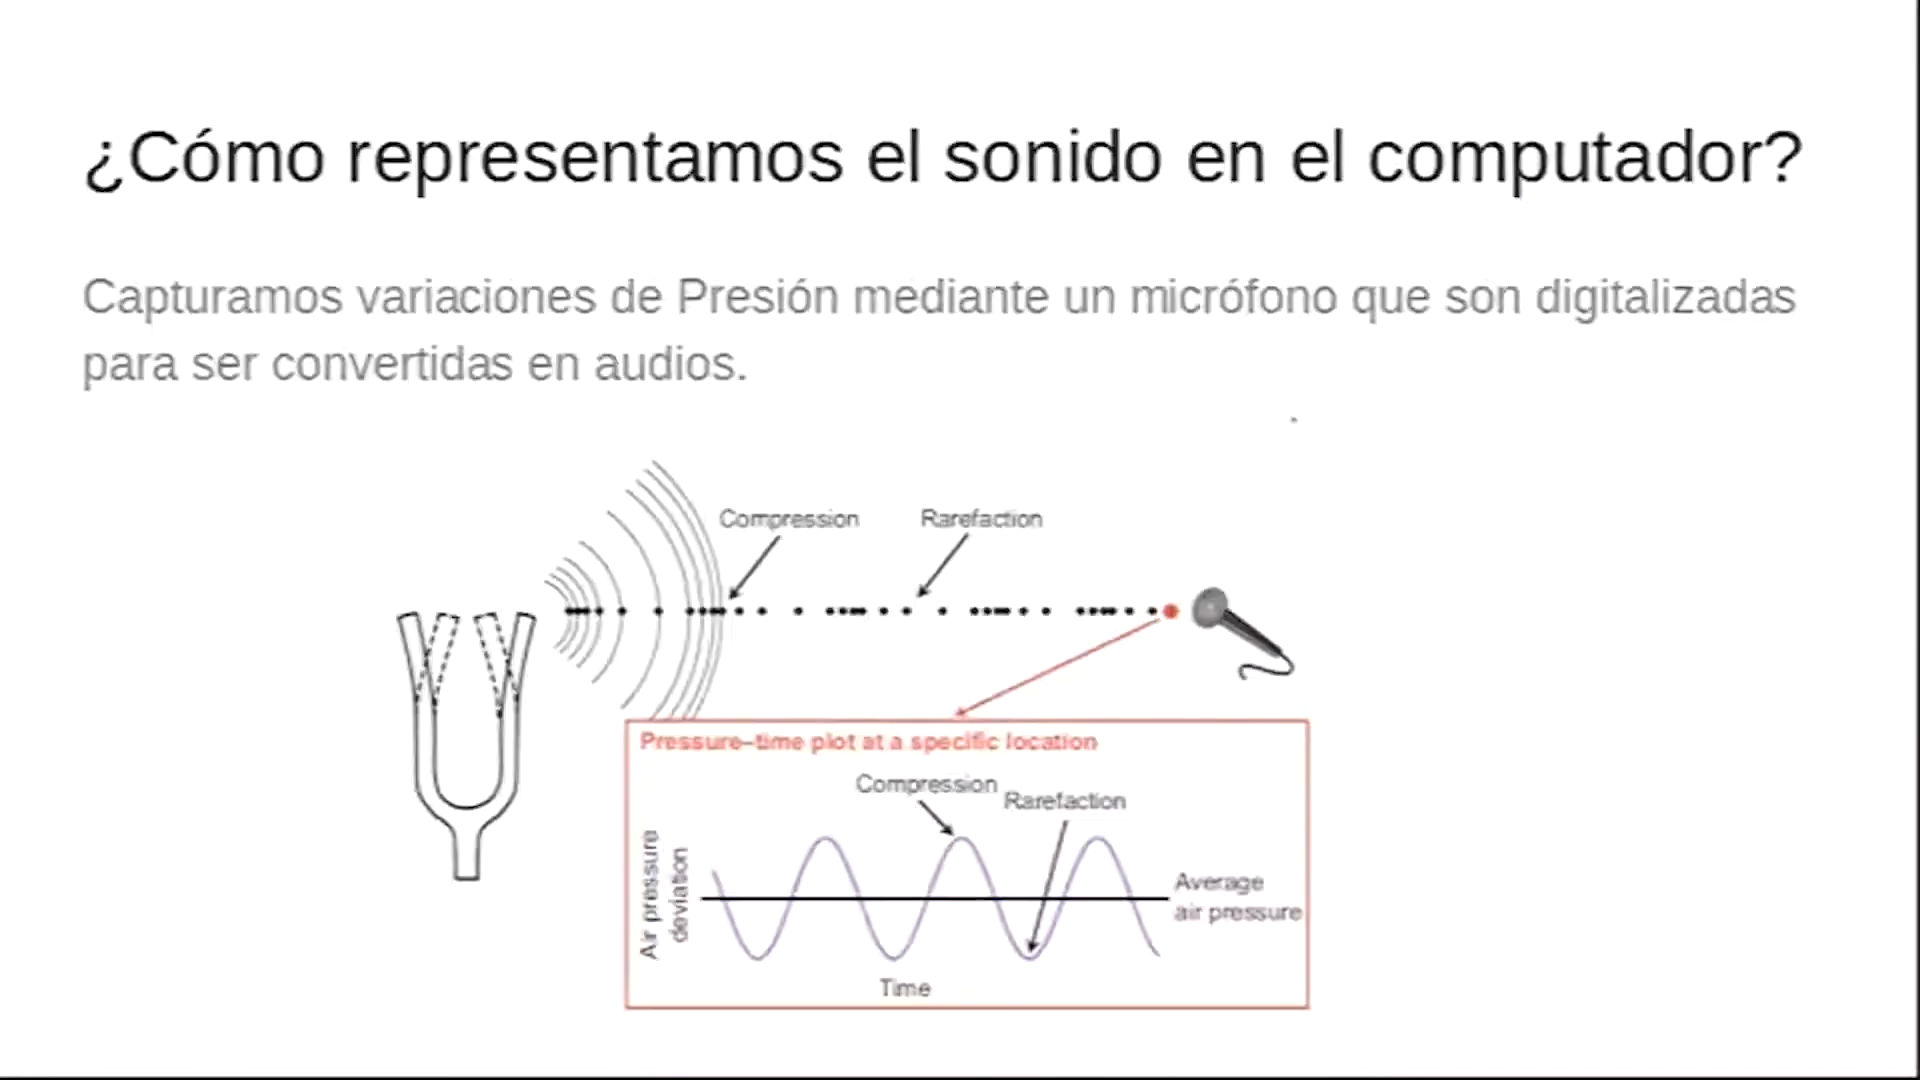 ¿Cómo representamos el sonido en el computador?
Capturamos variaciones de Presión mediante un micrófono que son digitalizadas
para ser convertidas en audios.
Compression
Rarefaction
Pressure–time plot at a specific location
Compression
Rarefaction
Air pressure
deviation
Average
air pressure
Time